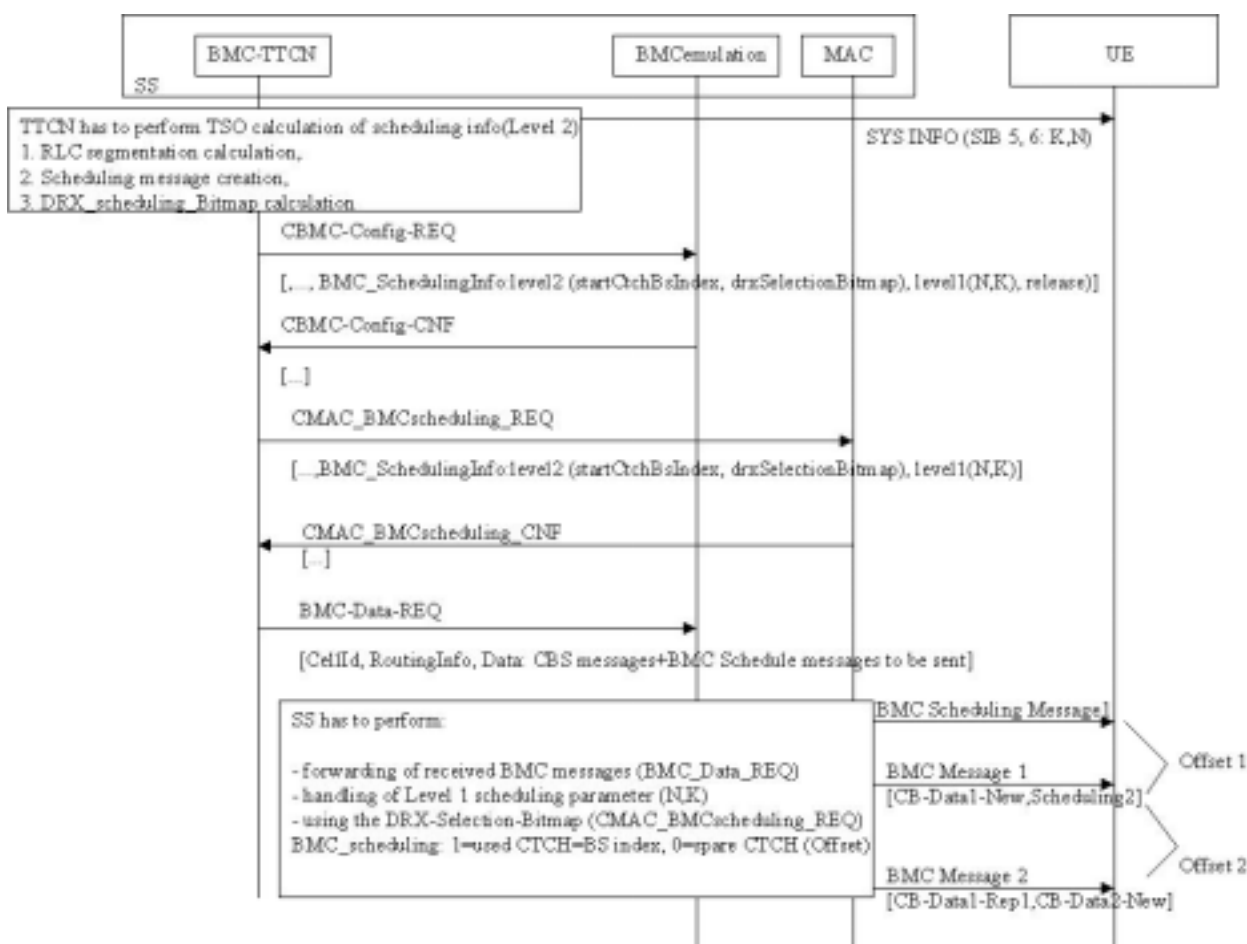 BMC-TTCN
BMCemulation
MAC
UE
SS
TTCN has to perform TSO calculation of scheduling info(Level 2)
1. RLC segmentation calculation,
2. Scheduling message creation,
3. DRX_scheduling_Bitmap calculation
SYS INFO (SIB 5, 6: K,N)
CBMC-Config-REQ
[,..., BMC_SchedulingInfo:level2 (startCtchBsIndex, drxSelectionBitmap), level1(N,K), release)]
CBMC-Config-CNF
[....]
CMAC_BMCscheduling_REQ
[...,BMC_SchedulingInfo:level2 (startCtchBsIndex, drxSelectionBitmap), level1(N,K)]
CMAC_BMCscheduling_CNF
[...]
BMC-Data-REQ
[CellId, RoutingInfo, Data: CBS messages+BMC Schedule messages to be sent]
SS has to perform:
- forwarding of received BMC messages (BMC_Data_REQ)
- handling of Level 1 scheduling parameter (N,K)
- using the DRX-Selection-Bitmap (CMAC_BMCscheduling_REQ)
BMC_scheduling: 1=used CTCH=BS index, 0=spare CTCH (Offset)
[BMC Scheduling Message]
Offset 1
BMC Message 1
[CB-Data1-New,Scheduling2]
Offset 2
BMC Message 2
[CB-Data1-Rep1,CB-Data2-New]